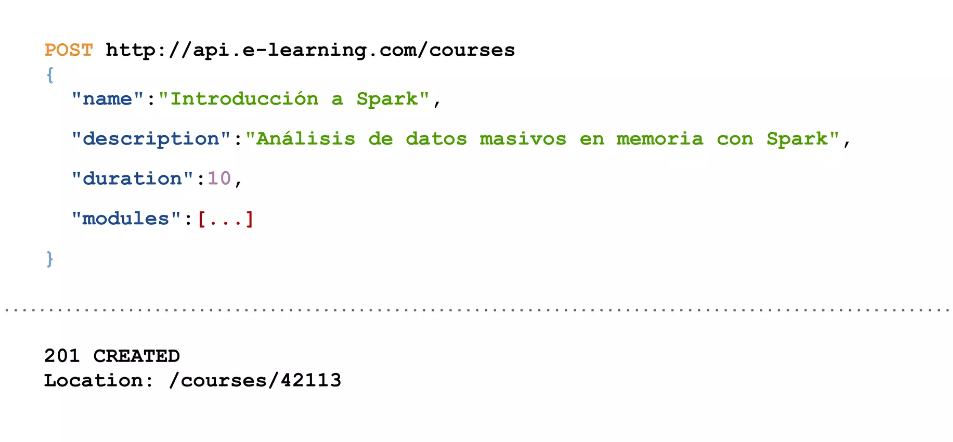 POST http://api.e-learning.com/courses
{
"name":"Introducción a Spark",
"description":"Análisis de datos masivos en memoria con Spark",
"duration":10,
"modules":[...]
}
201 CREATED
Location: /courses/42113